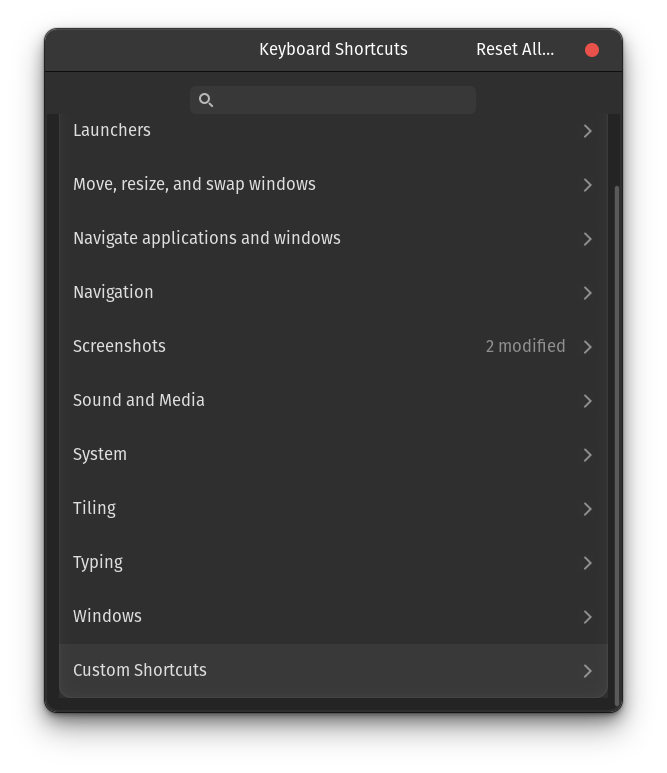 Keyboard Shortcuts
Reset All...
Launchers
Move, resize, and swap windows
Navigate applications and windows
Navigation
Screenshots 2 modified
Sound and Media
System
Tiling
Typing
Windows
Custom Shortcuts